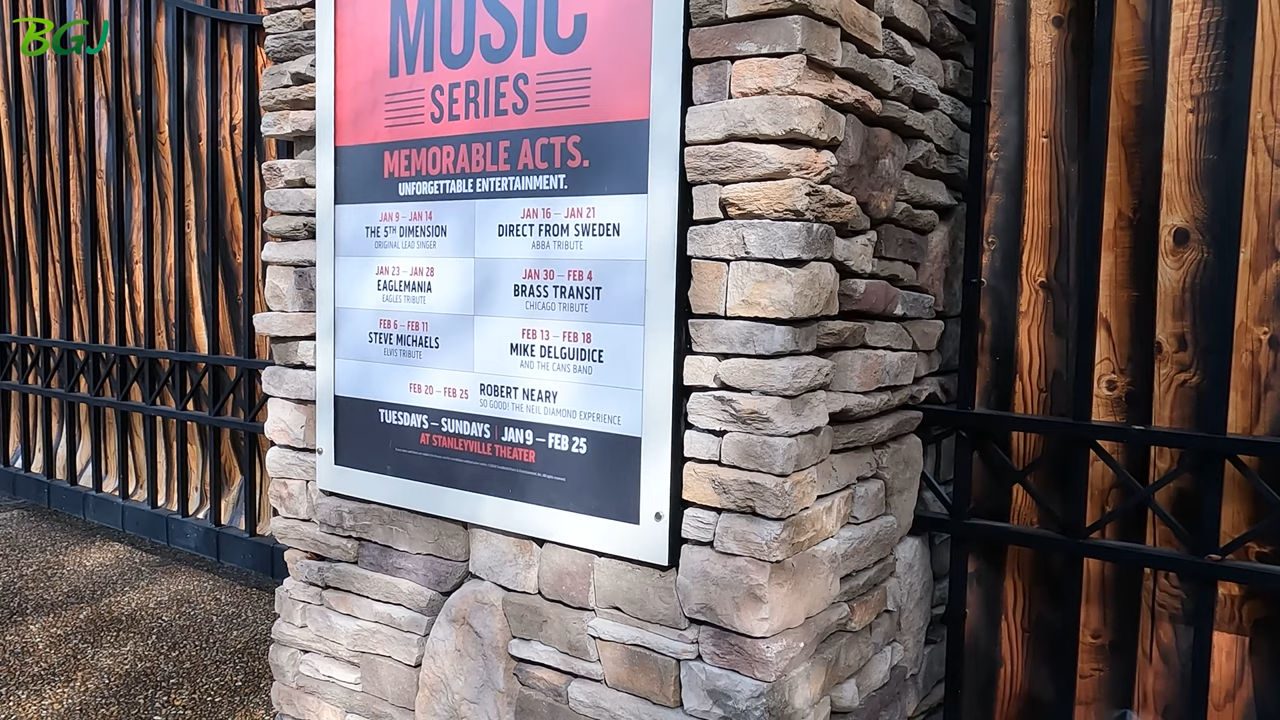 BGJ
MUSIC
SERIES
MEMORABLE ACTS.
UNFORGETTABLE ENTERTAINMENT.
JAN 9 – JAN 14
THE 5TH DIMENSION
ORIGINAL LEAD SINGER
JAN 16 – JAN 21
DIRECT FROM SWEDEN
ABBA TRIBUTE
JAN 23 – JAN 28
EAGLEMANIA
EAGLES TRIBUTE
JAN 30 – FEB 4
BRASS TRANSIT
CHICAGO TRIBUTE
FEB 6 – FEB 11
STEVE MICHAELS
ELVIS TRIBUTE
FEB 13 – FEB 18
MIKE DELGUIDICE
AND THE CANS BAND
FEB 20 – FEB 25 ROBERT NEARY
SO GOOD! THE NEIL DIAMOND EXPERIENCE
TUESDAYS – SUNDAYS | JAN 9 – FEB 25
AT STANLEYVILLE THEATER